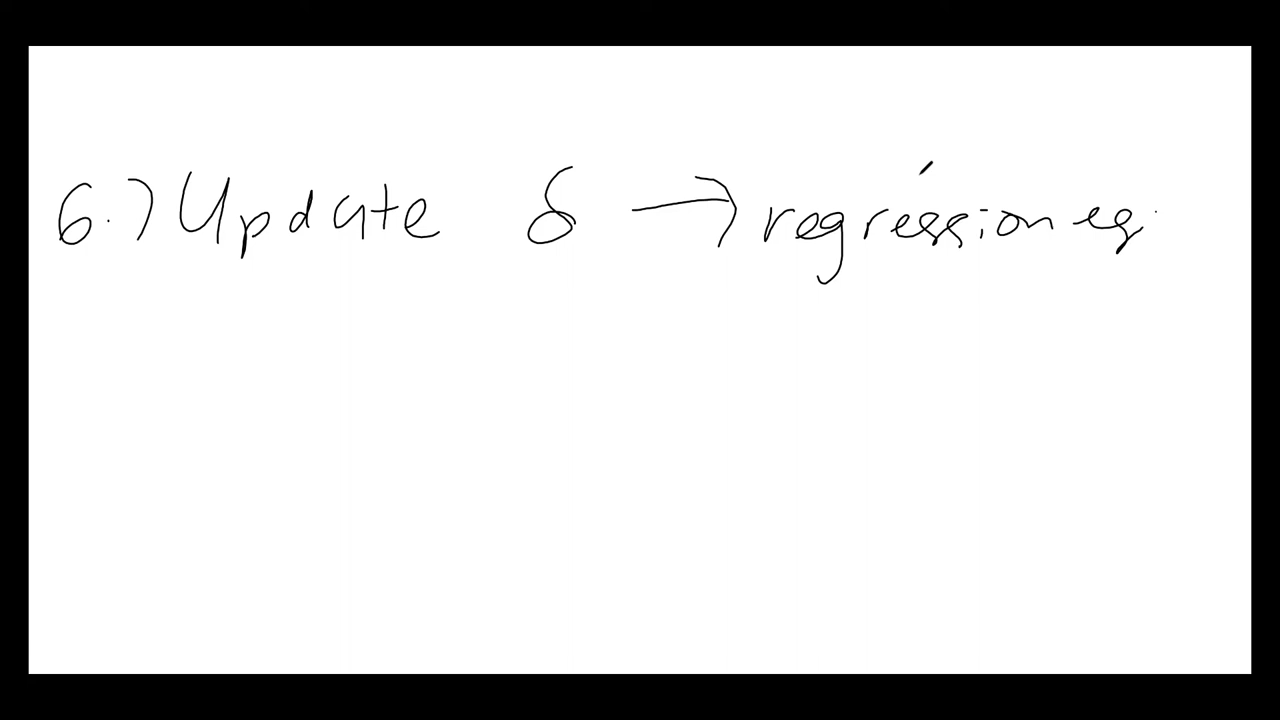 6.) Update δ → regression eq.